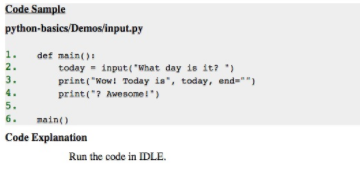 Code Sample
python-basics/Demos/input.py
1. def main():
2. today = input("What day is it? ")
3. print("Wow! Today is", today, end="")
4. print("? Awesome!")
5.
6. main()
Code Explanation
Run the code in IDLE.